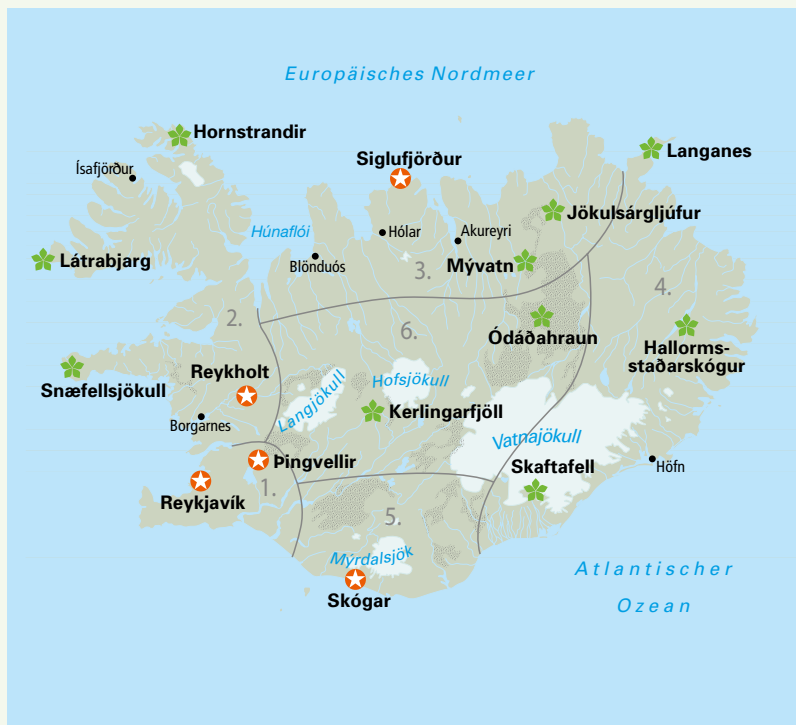 Europäisches Nordmeer
Hornstrandir
Siglufjörður
Langanes
Ísafjörður
Jökulsárgljúfur
Húnaflói
Hólar
Akureyri
Látrabjarg
Blönduós
Mývatn
3.
4.
2.
6.
Ódáðahraun
Hallorms-
staðarskógur
Snæfellsjökull
Reykholt
Langjökull
Hofsjökull
Kerlingarfjöll
Borgarnes
Vatnajökull
Þingvellir
Skaftafell
Höfn
Reykjavík
1.
5.
Mýrdalsjök
Skógar
Atlantischer
Ozean